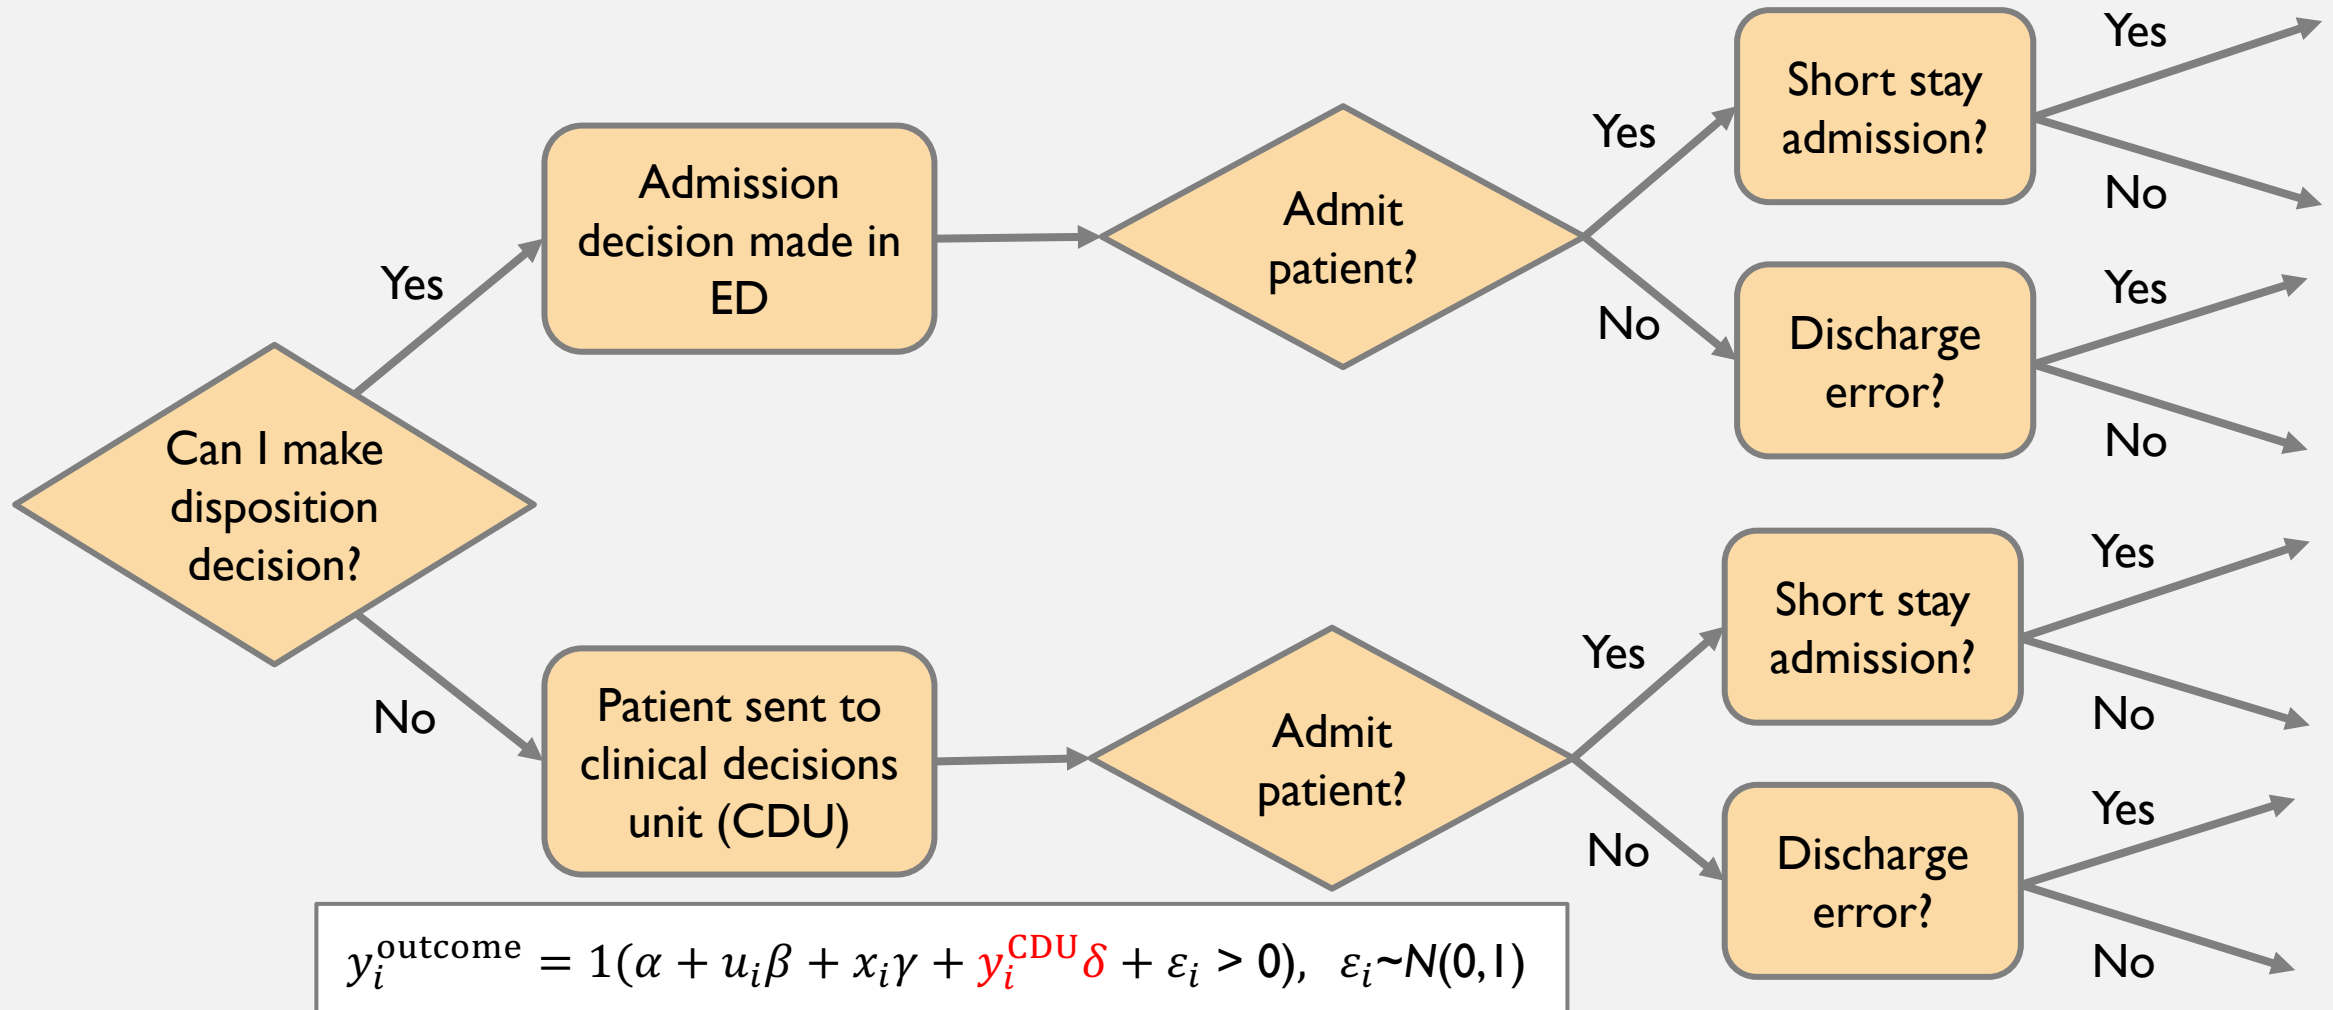 Can I make
disposition
decision?
Yes
Admission
decision made in
ED
Admit
patient?
Yes
Short stay
admission?
Yes
No
No
Discharge
error?
Yes
No
No
Patient sent to
clinical decisions
unit (CDU)
Admit
patient?
Yes
Short stay
admission?
Yes
No
No
Discharge
error?
Yes
No
y_i^outcome = 1(α + u_iβ + x_iγ + y_i^CDU δ + ε_i > 0), ε_i~N(0,1)